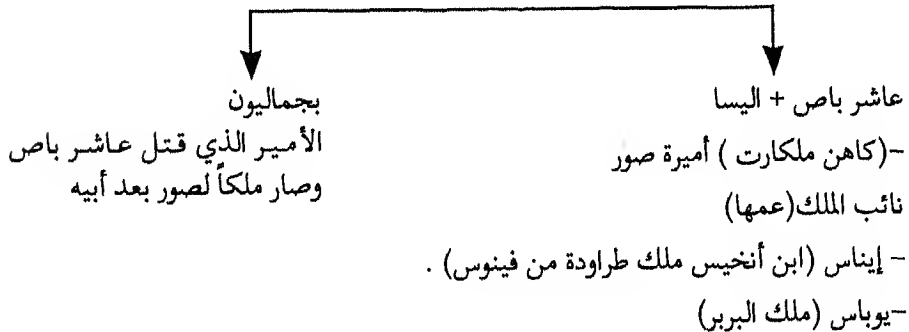 عاشر باص + اليسا
-(كاهن ملكارت ) أميرة صور
نائب الملك(عمها)
- إيناس (ابن أنخيس ملك طراودة من فينوس) .
-يوباس (ملك البربر)
بجماليون
الأمير الذي قتل عاشر باص
وصار ملكاً لصور بعد أبيه